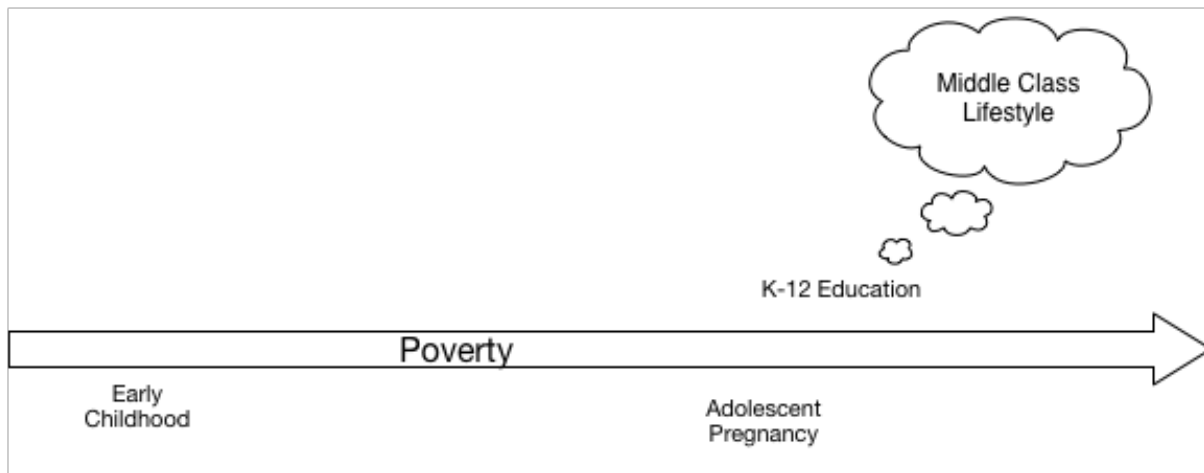 Middle Class
Lifestyle
K-12 Education
Poverty
Early
Childhood
Adolescent
Pregnancy